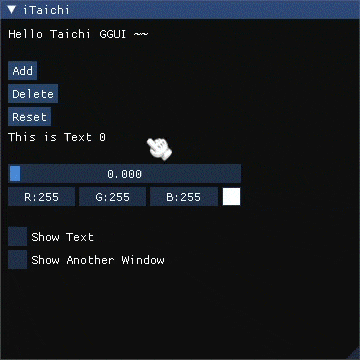 iTaichi
Hello Taichi GGUI ~~
Add
Delete
Reset
This is Text 0
0.000
R:255 G:255 B:255
Show Text
Show Another Window